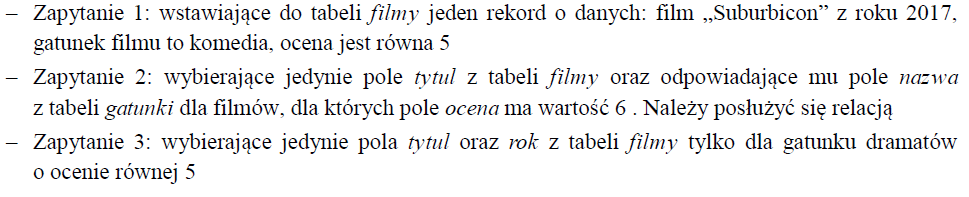 – Zapytanie 1: wstawiające do tabeli filmy jeden rekord o danych: film „Suburbicon” z roku 2017,
gatunek filmu to komedia, ocena jest równa 5
– Zapytanie 2: wybierające jedynie pole tytul z tabeli filmy oraz odpowiadające mu pole nazwa
z tabeli gatunki dla filmów, dla których pole ocena ma wartość 6 . Należy posłużyć się relacją
– Zapytanie 3: wybierające jedynie pola tytul oraz rok z tabeli filmy tylko dla gatunku dramatów
o ocenie równej 5